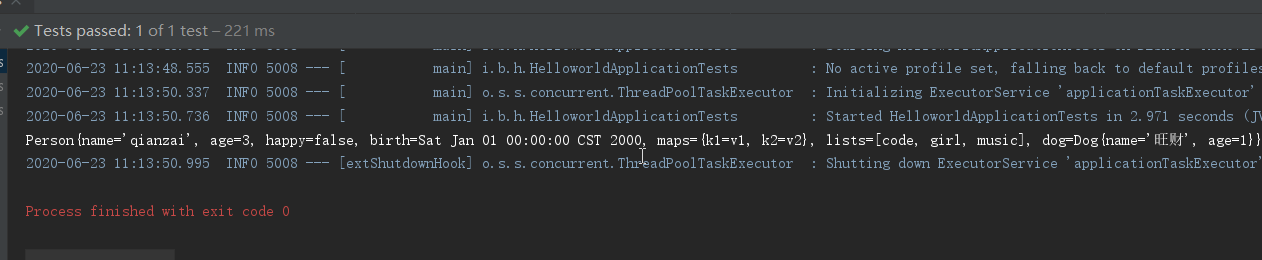 Tests passed: 1 of 1 test – 221 ms
2020-06-23 11:13:48.555  INFO 5008 --- [           main] i.b.h.HelloworldApplicationTests         : No active profile set, falling back to default profiles
2020-06-23 11:13:50.337  INFO 5008 --- [           main] o.s.s.concurrent.ThreadPoolTaskExecutor  : Initializing ExecutorService 'applicationTaskExecutor'
2020-06-23 11:13:50.736  INFO 5008 --- [           main] i.b.h.HelloworldApplicationTests         : Started HelloworldApplicationTests in 2.971 seconds (JV
Person{name='qianzai', age=3, happy=false, birth=Sat Jan 01 00:00:00 CST 2000, maps={k1=v1, k2=v2}, lists=[code, girl, music], dog=Dog{name='旺财', age=1}}
2020-06-23 11:13:50.995  INFO 5008 --- [extShutdownHook] o.s.s.concurrent.ThreadPoolTaskExecutor  : Shutting down ExecutorService 'applicationTaskExecutor'
Process finished with exit code 0